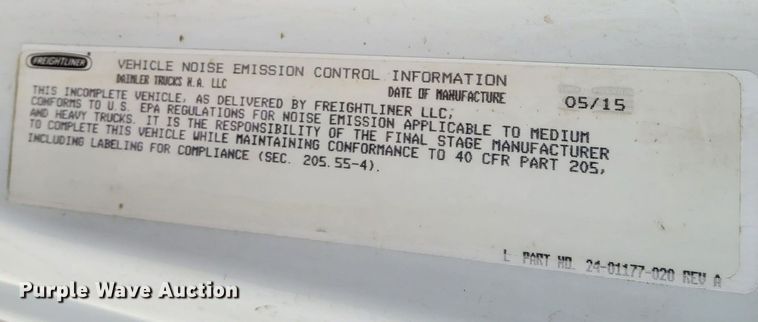 FREIGHTLINER
VEHICLE NOISE EMISSION CONTROL INFORMATION
DAIMLER TRUCKS N.A. LLC
DATE OF MANUFACTURE 05/15
THIS INCOMPLETE VEHICLE, AS DELIVERED BY FREIGHTLINER LLC,
CONFORMS TO U.S. EPA REGULATIONS FOR NOISE EMISSION APPLICABLE TO MEDIUM
AND HEAVY TRUCKS. IT IS THE RESPONSIBILITY OF THE FINAL STAGE MANUFACTURER
TO COMPLETE THIS VEHICLE WHILE MAINTAINING CONFORMANCE TO 40 CFR PART 205,
INCLUDING LABELING FOR COMPLIANCE (SEC. 205.55-4).
L PART NO. 24-01177-020 REV A
Purple Wave Auction